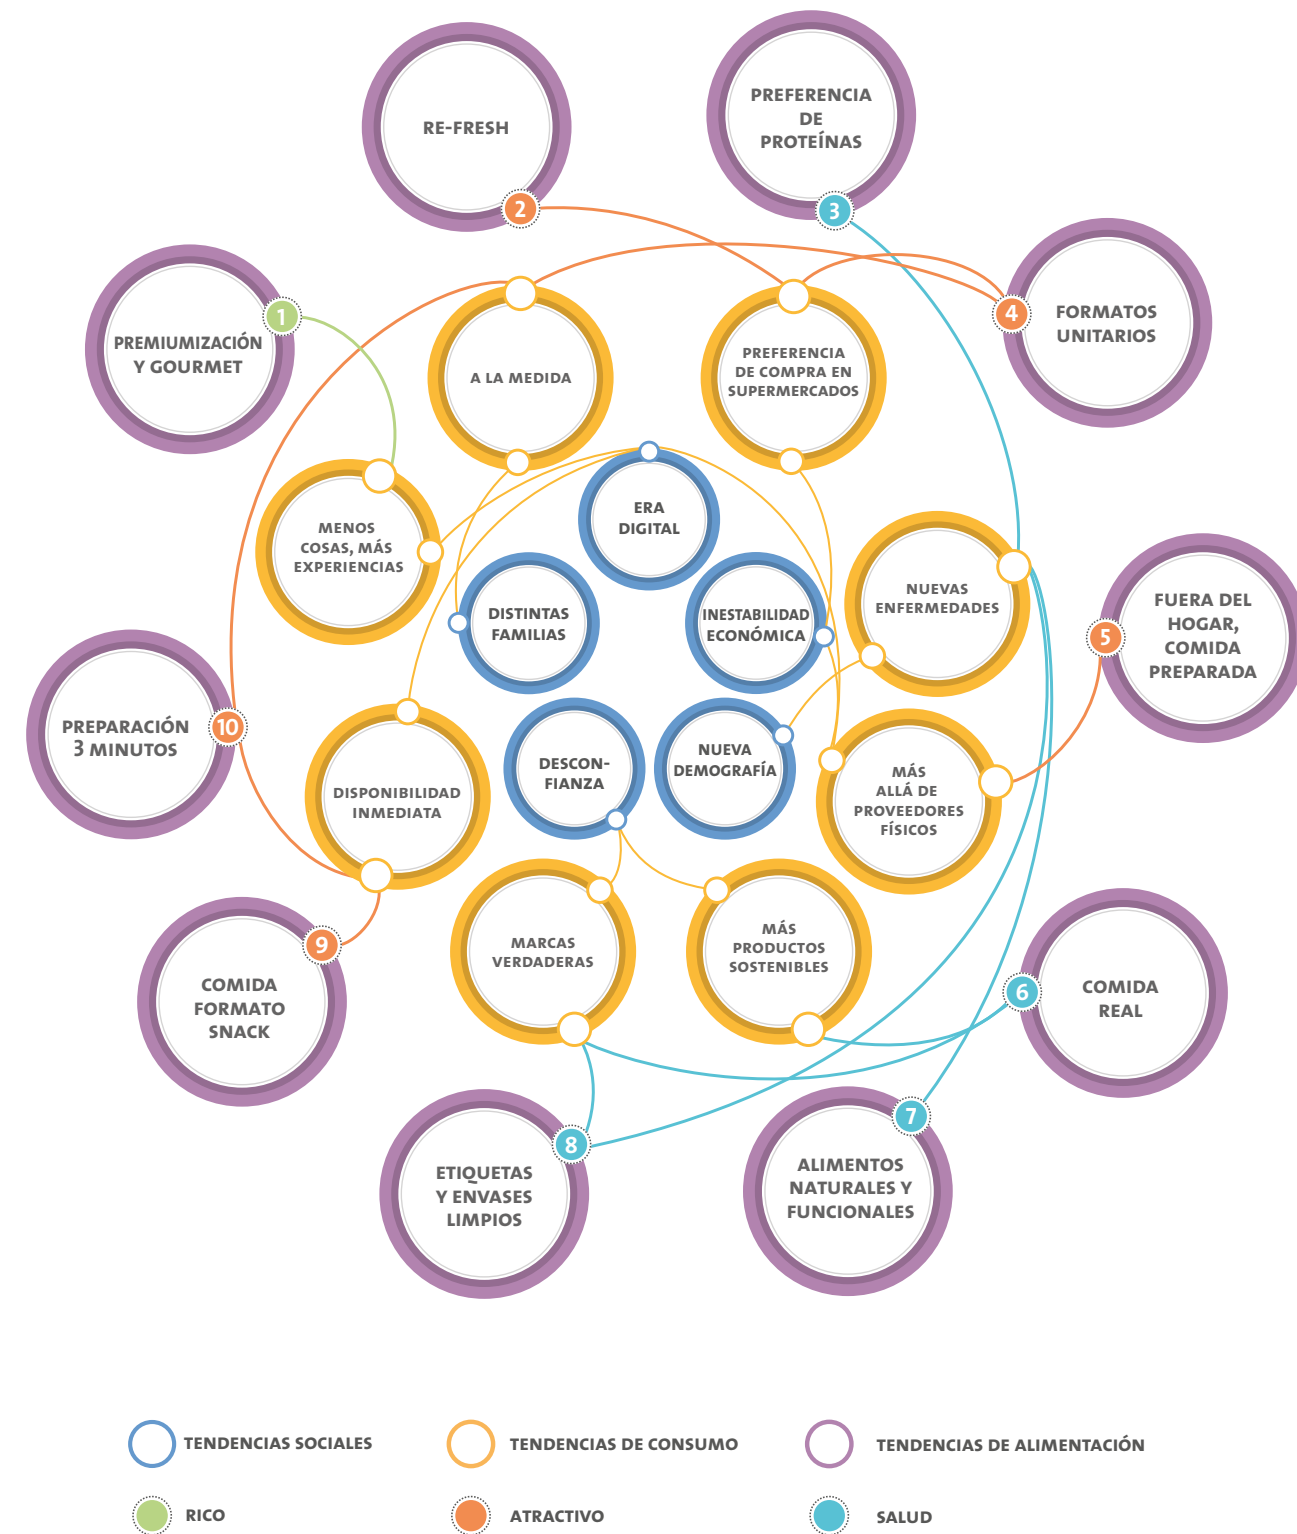 RE-FRESH
2
PREFERENCIA
DE
PROTEÍNAS
3
PREMIUMIZACIÓN
Y GOURMET
1
FORMATOS
UNITARIOS
4
A LA MEDIDA
PREFERENCIA
DE COMPRA EN
SUPERMERCADOS
MENOS
COSAS, MÁS
EXPERIENCIAS
ERA
DIGITAL
DISTINTAS
FAMILIAS
INESTABILIDAD
ECONÓMICA
NUEVAS
ENFERMEDADES
FUERA DEL
HOGAR,
COMIDA
PREPARADA
5
PREPARACIÓN
3 MINUTOS
10
DISPONIBILIDAD
INMEDIATA
DESCON-
FIANZA
NUEVA
DEMOGRAFÍA
MÁS
ALLÁ DE
PROVEEDORES
FÍSICOS
MARCAS
VERDADERAS
MÁS
PRODUCTOS
SOSTENIBLES
9
COMIDA
FORMATO
SNACK
6
COMIDA
REAL
8
ETIQUETAS
Y ENVASES
LIMPIOS
7
ALIMENTOS
NATURALES Y
FUNCIONALES
TENDENCIAS SOCIALES
TENDENCIAS DE CONSUMO
TENDENCIAS DE ALIMENTACIÓN
RICO
ATRACTIVO
SALUD